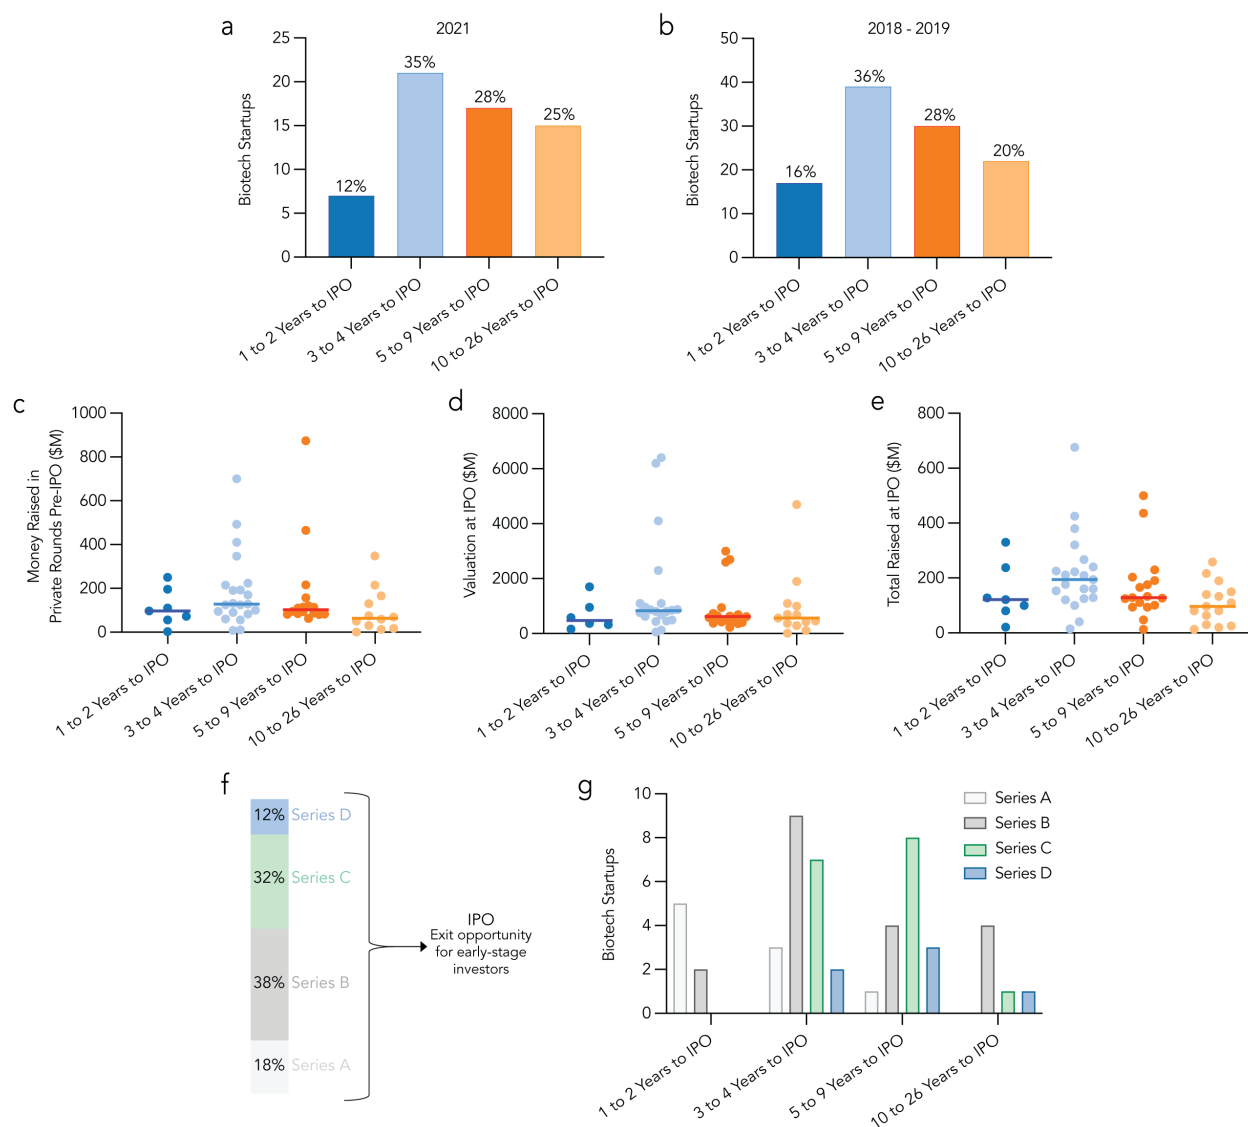 a
2021
25
20
15
10
5
0
Biotech Startups
12%
35%
28%
25%
1 to 2 Years to IPO
3 to 4 Years to IPO
5 to 9 Years to IPO
10 to 26 Years to IPO
b
2018 - 2019
50
40
30
20
10
0
Biotech Startups
16%
36%
28%
20%
1 to 2 Years to IPO
3 to 4 Years to IPO
5 to 9 Years to IPO
10 to 26 Years to IPO
c
1000
800
600
400
200
0
Money Raised in
Private Rounds Pre-IPO ($M)
1 to 2 Years to IPO
3 to 4 Years to IPO
5 to 9 Years to IPO
10 to 26 Years to IPO
d
8000
6000
4000
2000
0
Valuation at IPO ($M)
1 to 2 Years to IPO
3 to 4 Years to IPO
5 to 9 Years to IPO
10 to 26 Years to IPO
e
800
600
400
200
0
Total Raised at IPO ($M)
1 to 2 Years to IPO
3 to 4 Years to IPO
5 to 9 Years to IPO
10 to 26 Years to IPO
f
12% Series D
32% Series C
38% Series B
18% Series A
IPO
Exit opportunity
for early-stage
investors
g
10
8
6
4
2
0
Biotech Startups
Series A
Series B
Series C
Series D
1 to 2 Years to IPO
3 to 4 Years to IPO
5 to 9 Years to IPO
10 to 26 Years to IPO